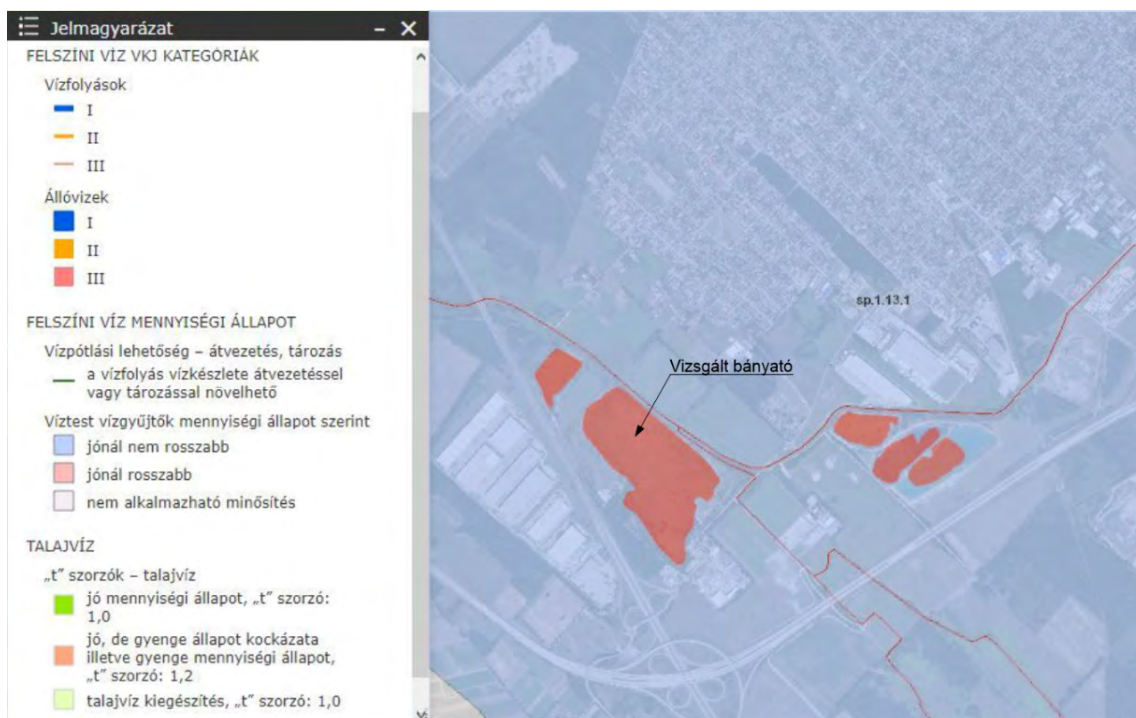 Jelmagyarázat
FELSZÍNI VÍZ VKJ KATEGÓRIÁK
Vízfolyások
I
II
III
Állóvizek
I
II
III
FELSZÍNI VÍZ MENNYISÉGI ÁLLAPOT
Vízpótlási lehetőség – átvezetés, tározás
a vízfolyás vízkészlete átvezetéssel
vagy tározással növelhető
Víztest vízgyűjtők mennyiségi állapot szerint
jónál nem rosszabb
jónál rosszabb
nem alkalmazható minősítés
TALAJVÍZ
„t” szorzók – talajvíz
jó mennyiségi állapot, „t” szorzó:
1,0
jó, de gyenge állapot kockázata
illetve gyenge mennyiségi állapot,
„t” szorzó: 1,2
talajvíz kiegészítés, „t” szorzó: 1,0
sp.1.13.1
Vizsgált bányató